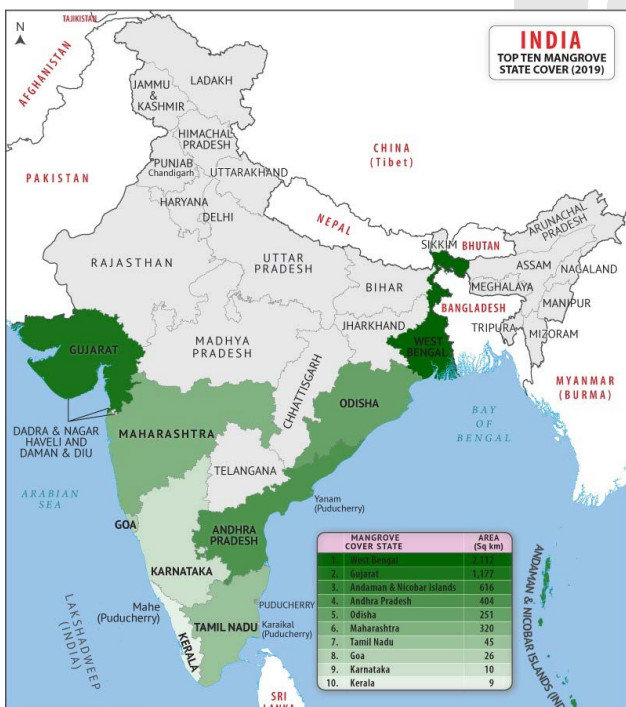 INDIA
TOP TEN MANGROVE
STATE COVER (2019)
N
TAJIKISTAN
AFGHANISTAN
LADAKH
JAMMU
&
KASHMIR
HIMACHAL
PRADESH
PUNJAB
Chandigarh
UTTARAKHAND
CHINA
(Tibet)
PAKISTAN
HARYANA
DELHI
NEPAL
ARUNACHAL
PRADESH
SIKKIM
BHUTAN
RAJASTHAN
UTTAR
PRADESH
ASSAM
NAGALAND
BIHAR
MEGHALAYA
MANIPUR
BANGLADESH
GUJARAT
MADHYA
PRADESH
JHARKHAND
WEST
BENGAL
TRIPURA
MIZORAM
CHHATTISGARH
MYANMAR
(BURMA)
ODISHA
DADRA & NAGAR
HAVELI AND
DAMAN & DIU
MAHARASHTRA
BAY
OF
BENGAL
TELANGANA
ARABIAN
SEA
Yanam
(Puducherry)
GOA
ANDHRA
PRADESH
KARNATAKA
Mahe
(Puducherry)
PUDUCHERRY
Karaikal
(Puducherry)
TAMIL NADU
KERALA
LAKSHADWEEP
(INDIA)
SRI
ANDAMAN & NICOBAR ISLANDS (IND
MANGROVE COVER STATE AREA (Sq km)
1. West Bengal 2,112
2. Gujarat 1,177
3. Andaman & Nicobar Islands 616
4. Andhra Pradesh 404
5. Odisha 251
6. Maharashtra 320
7. Tamil Nadu 45
8. Goa 26
9. Karnataka 10
10. Kerala 9